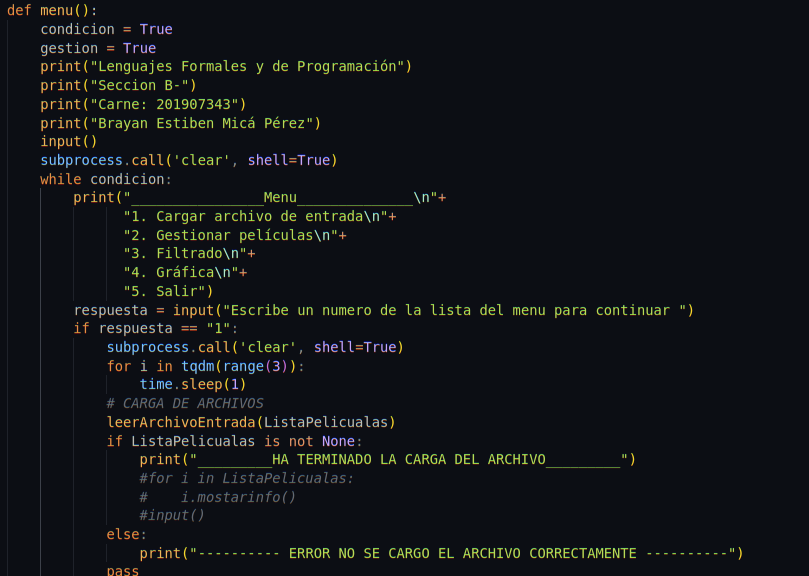 def menu():
    condicion = True
    gestion = True
    print("Lenguajes Formales y de Programación")
    print("Seccion B-")
    print("Carne: 201907343")
    print("Brayan Estiben Micá Pérez")
    input()
    subprocess.call('clear', shell=True)
    while condicion:
        print("________________Menu______________\n"+
              "1. Cargar archivo de entrada\n"+
              "2. Gestionar películas\n"+
              "3. Filtrado\n"+
              "4. Gráfica\n"+
              "5. Salir")
        respuesta = input("Escribe un numero de la lista del menu para continuar ")
        if respuesta == "1":
            subprocess.call('clear', shell=True)
            for i in tqdm(range(3)):
                time.sleep(1)
            # CARGA DE ARCHIVOS
            leerArchivoEntrada(ListaPelicualas)
            if ListaPelicualas is not None:
                print("_________HA TERMINADO LA CARGA DEL ARCHIVO_________")
                #for i in ListaPelicualas:
                #    i.mostarinfo()
                #input()
            else:
                print("---------- ERROR NO SE CARGO EL ARCHIVO CORRECTAMENTE ----------")
            pass